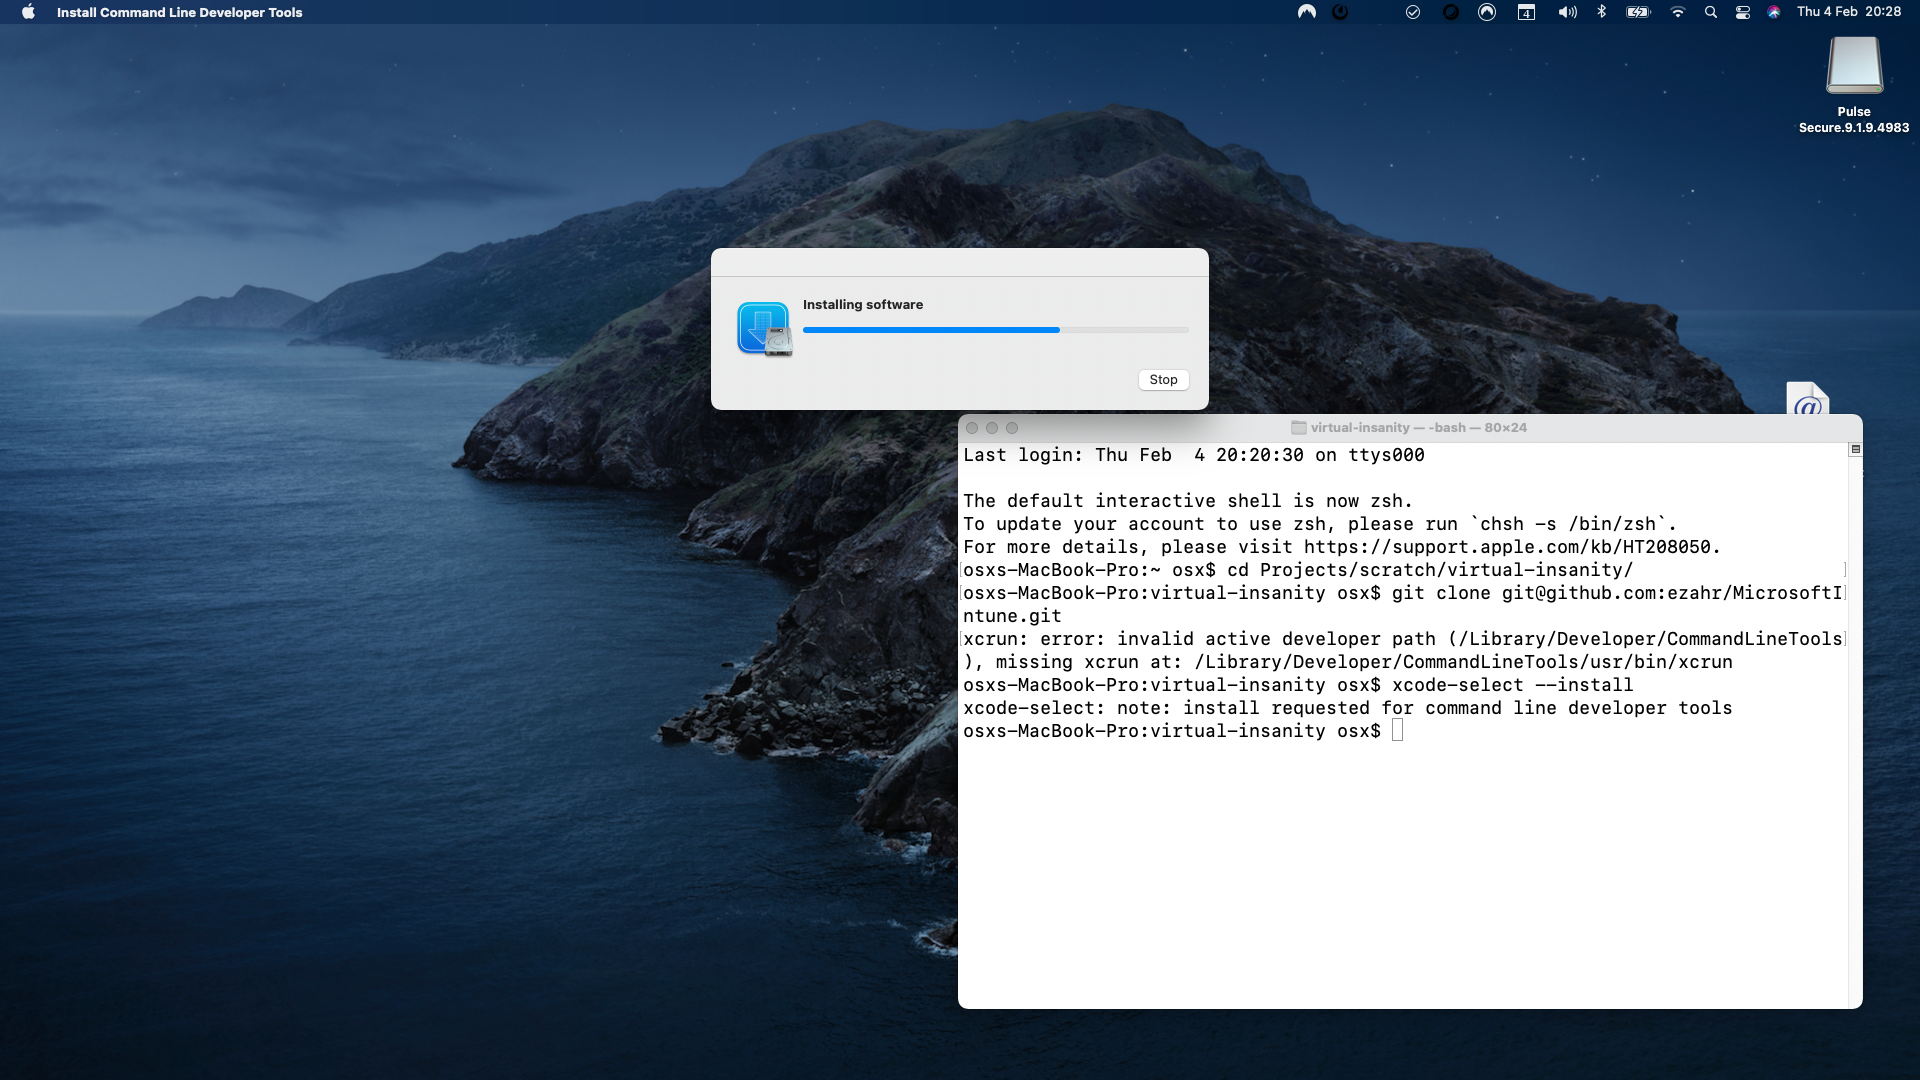 Install Command Line Developer Tools
4
Thu 4 Feb 20:28
Pulse
Secure.9.1.9.4983
Installing software
Stop
@
virtual-insanity — -bash — 80×24
Last login: Thu Feb  4 20:20:30 on ttys000
The default interactive shell is now zsh.
To update your account to use zsh, please run `chsh -s /bin/zsh`.
For more details, please visit https://support.apple.com/kb/HT208050.
[osxs-MacBook-Pro:~ osx$ cd Projects/scratch/virtual-insanity/ ]
[osxs-MacBook-Pro:virtual-insanity osx$ git clone git@github.com:ezahr/MicrosoftI]
ntune.git
[xcrun: error: invalid active developer path (/Library/Developer/CommandLineTools]
), missing xcrun at: /Library/Developer/CommandLineTools/usr/bin/xcrun
osxs-MacBook-Pro:virtual-insanity osx$ xcode-select --install
xcode-select: note: install requested for command line developer tools
osxs-MacBook-Pro:virtual-insanity osx$